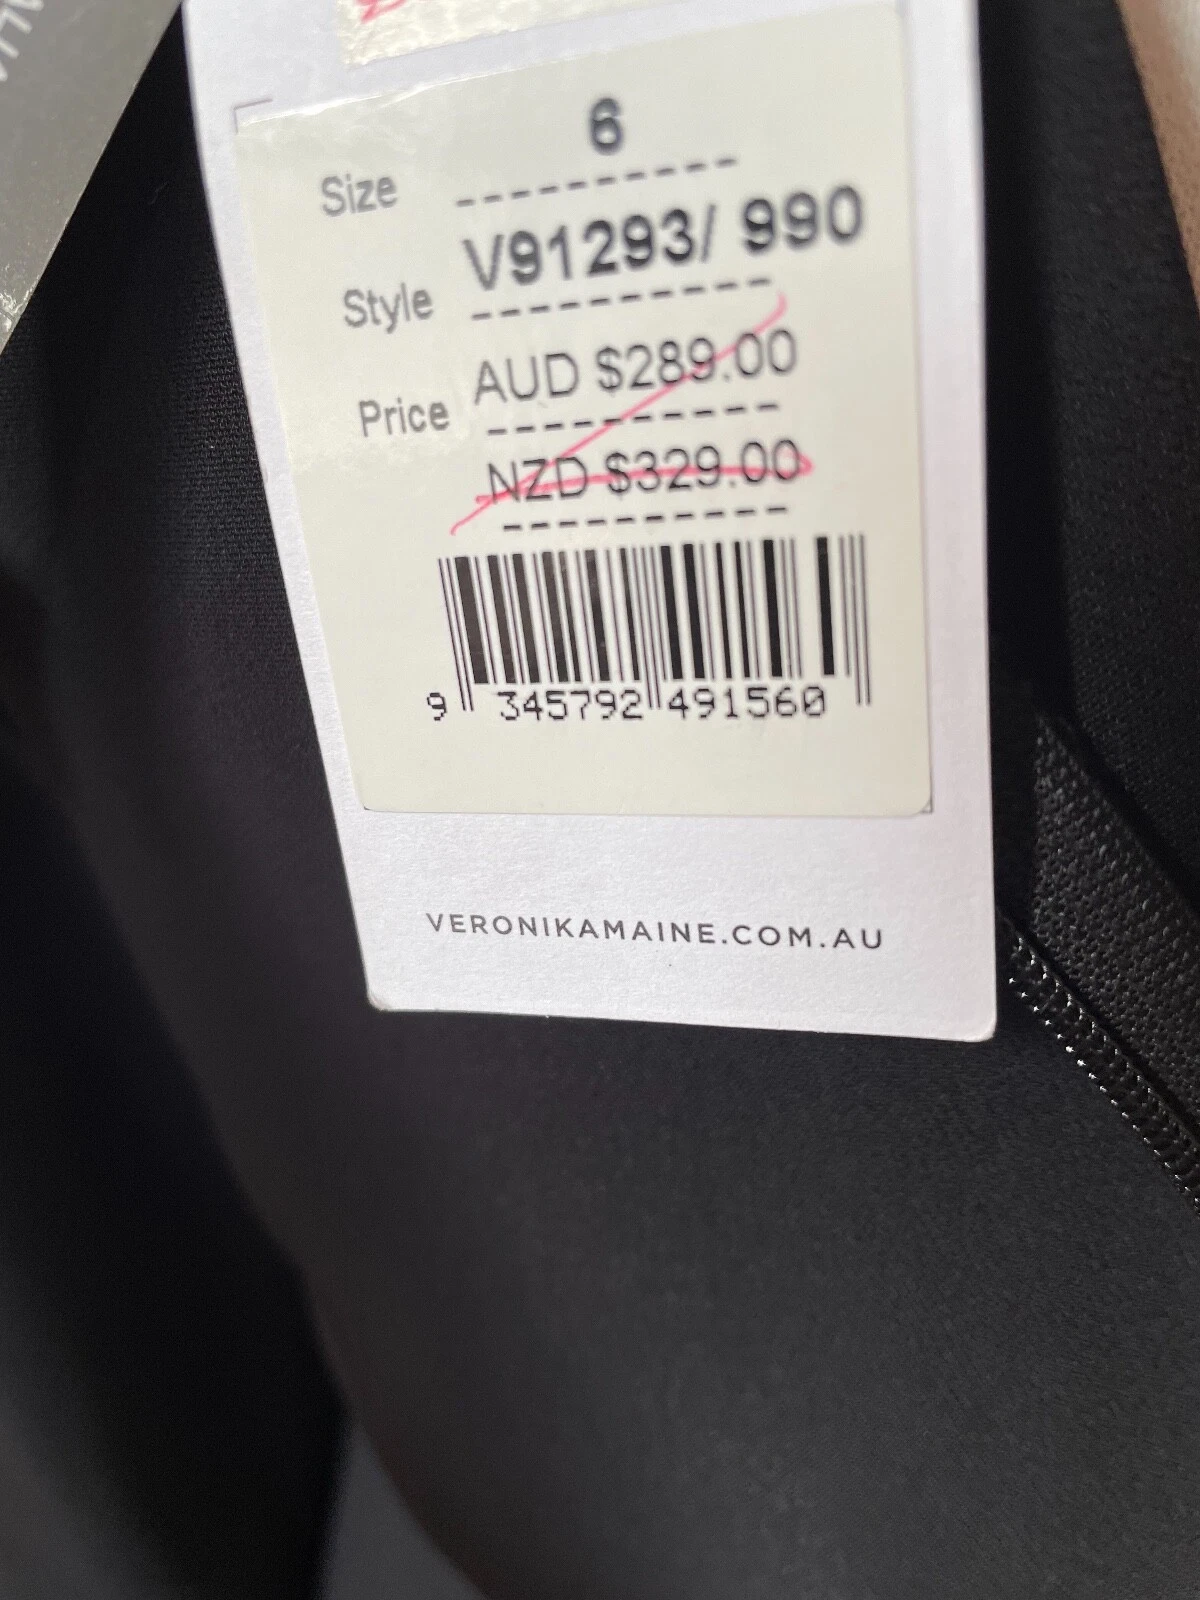 6
Size
V91293/ 990
Style
AUD $289.00
Price
NZD $329.00
9 345792 491560
VERONIKAMAINE.COM.AU